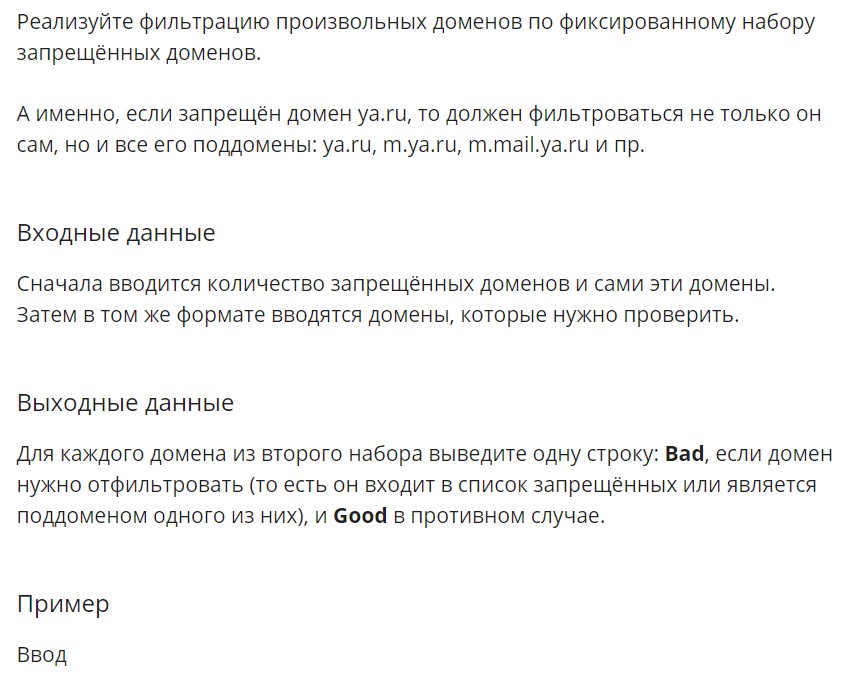 Реализуйте фильтрацию произвольных доменов по фиксированному набору
запрещённых доменов.
А именно, если запрещён домен ya.ru, то должен фильтроваться не только он
сам, но и все его поддомены: ya.ru, m.ya.ru, m.mail.ya.ru и пр.
Входные данные
Сначала вводится количество запрещённых доменов и сами эти домены.
Затем в том же формате вводятся домены, которые нужно проверить.
Выходные данные
Для каждого домена из второго набора выведите одну строку: Bad, если домен
нужно отфильтровать (то есть он входит в список запрещённых или является
поддоменом одного из них), и Good в противном случае.
Пример
Ввод